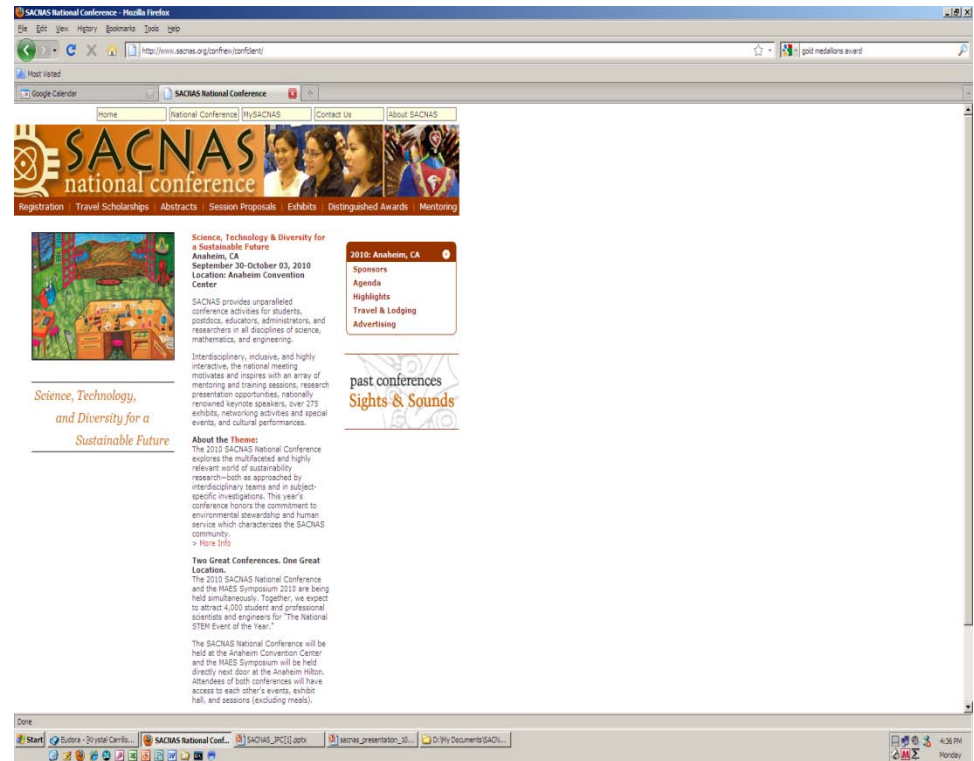 SACNAS National Conference - Mozilla Firefox
File Edit View History Bookmarks Tools Help
http://www.sacnas.org/confnew/confclient/
gold medallions award
Most Visited
Google Calendar
SACNAS National Conference
Home
National Conference
MySACNAS
Contact Us
About SACNAS
SACNAS
national conference
Registration | Travel Scholarships | Abstracts | Session Proposals | Exhibits | Distinguished Awards | Mentoring
Science, Technology,
and Diversity for a
Sustainable Future
Science, Technology & Diversity for
a Sustainable Future
Anaheim, CA
September 30-October 03, 2010
Location: Anaheim Convention
Center
SACNAS provides unparalleled
conference activities for students,
postdocs, educators, administrators, and
researchers in all disciplines of science,
mathematics, and engineering.
Interdisciplinary, inclusive, and highly
interactive, the national meeting
motivates and inspires with an array of
mentoring and training sessions, research
presentation opportunities, nationally
renowned keynote speakers, over 275
exhibits, networking activities and special
events, and cultural performances.
About the Theme:
The 2010 SACNAS National Conference
explores the multifaceted and highly
relevant world of sustainability
research—both as approached by
interdisciplinary teams and in subject-
specific investigations. This year's
conference honors the commitment to
environmental stewardship and human
service which characterizes the SACNAS
community.
> More Info
Two Great Conferences. One Great
Location.
The 2010 SACNAS National Conference
and the MAES Symposium 2010 are being
held simultaneously. Together, we expect
to attract 4,000 student and professional
scientists and engineers for "The National
STEM Event of the Year."
The SACNAS National Conference will be
held at the Anaheim Convention Center
and the MAES Symposium will be held
directly next door at the Anaheim Hilton.
Attendees of both conferences will have
access to each other's events, exhibit
hall, and sessions (excluding meals).
2010: Anaheim, CA
Sponsors
Agenda
Highlights
Travel & Lodging
Advertising
past conferences
Sights & Sounds
Done
Start
Eudora - [Krystal Carrilo...
SACNAS National Conf...
SACNAS_JPC[1].pptx
sacnas_presentation_10...
D:\My Documents\SACN...
4:36 PM
Monday